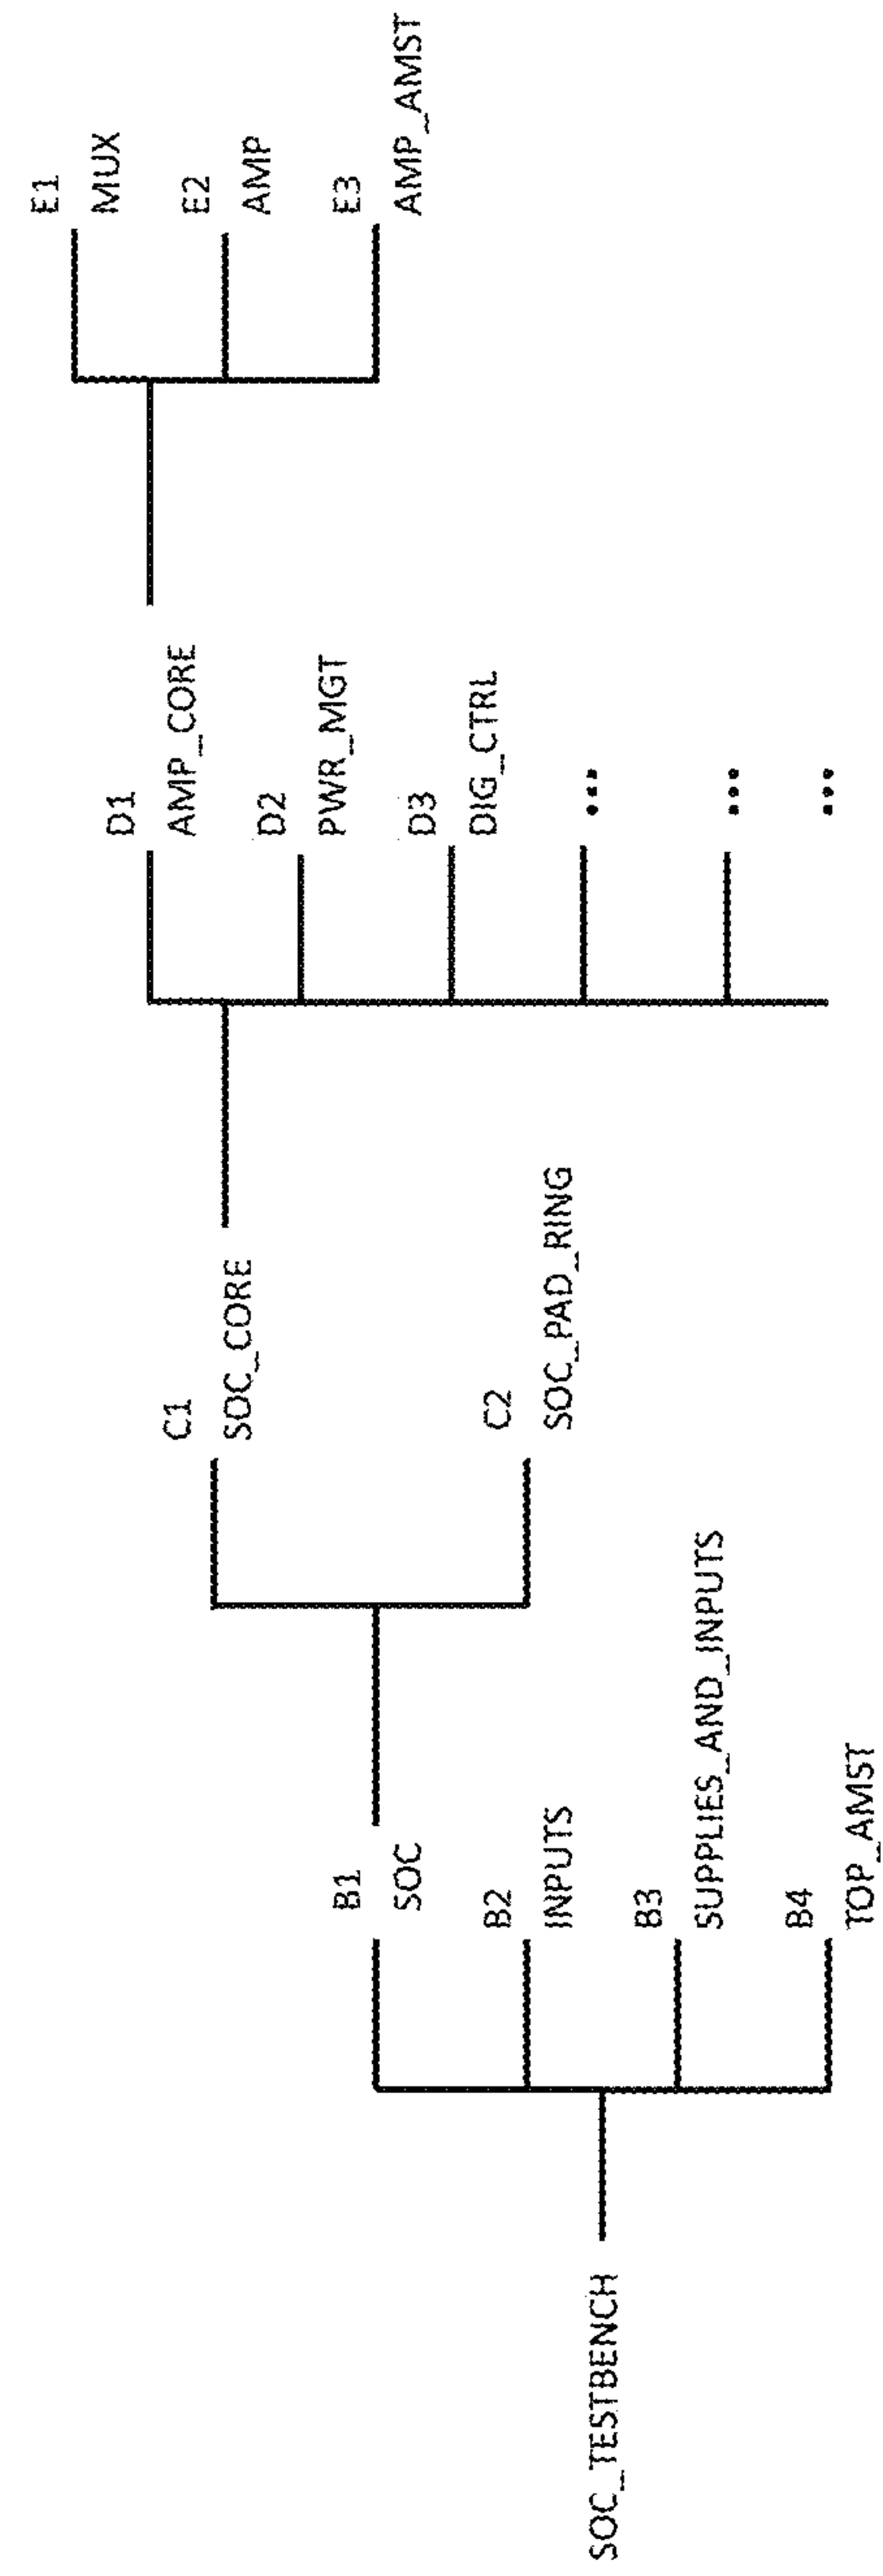 SOC_TESTBENCH
B1
SOC
B2
INPUTS
B3
SUPPLIES_AND_INPUTS
B4
TOP_AMST
C1
SOC_CORE
C2
SOC_PAD_RING
D1
AMP_CORE
D2
PWR_MGT
D3
DIG_CTRL
...
...
...
E1
MUX
E2
AMP
E3
AMP_AMST